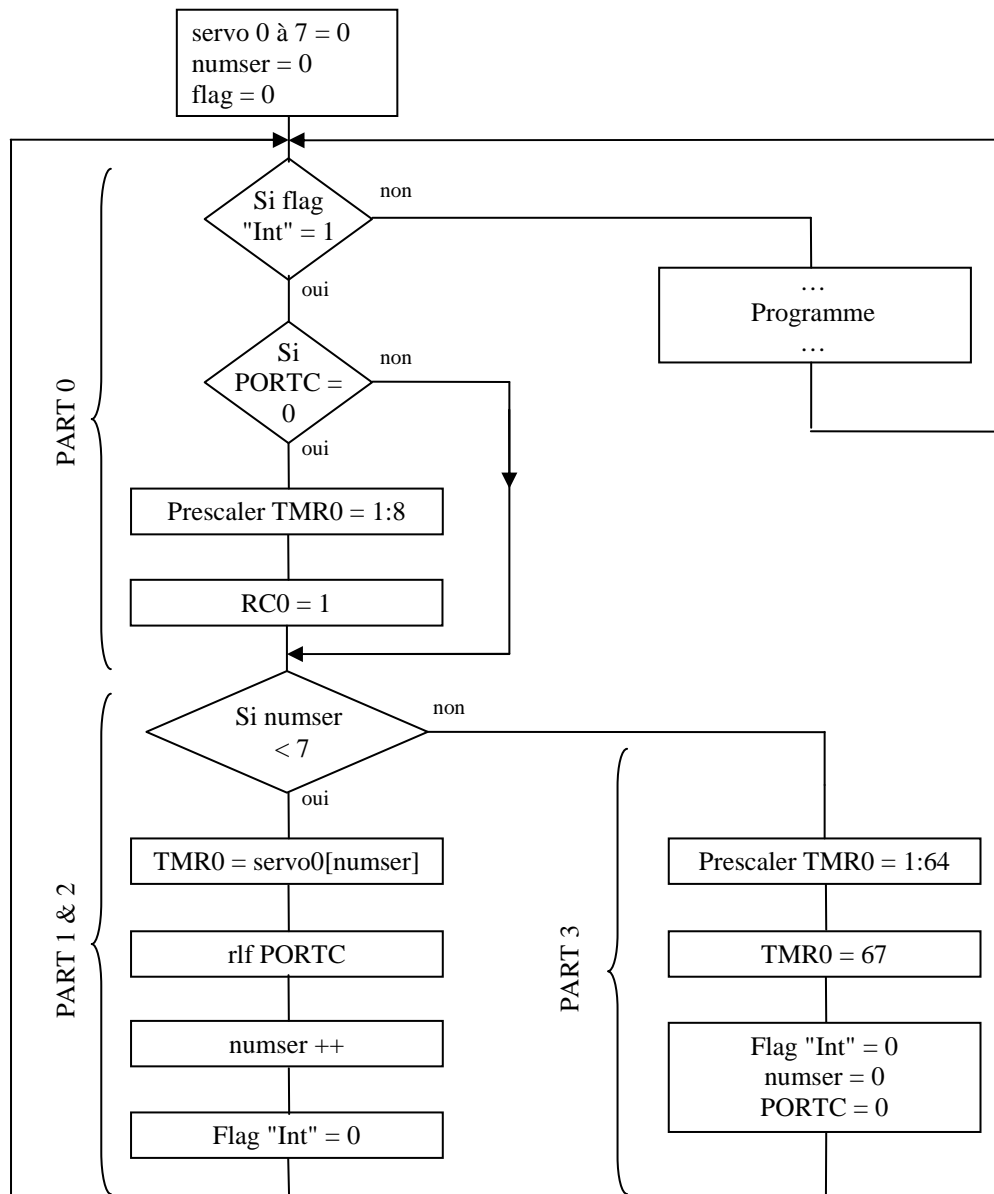 servo 0 à 7 = 0
numser = 0
flag = 0
Si flag
"Int" = 1
non
oui
…
Programme
…
Si
PORTC =
0
non
oui
PART 0
Prescaler TMR0 = 1:8
RC0 = 1
Si numser
< 7
non
oui
PART 1 & 2
TMR0 = servo0[numser]
rlf PORTC
numser ++
Flag "Int" = 0
PART 3
Prescaler TMR0 = 1:64
TMR0 = 67
Flag "Int" = 0
numser = 0
PORTC = 0